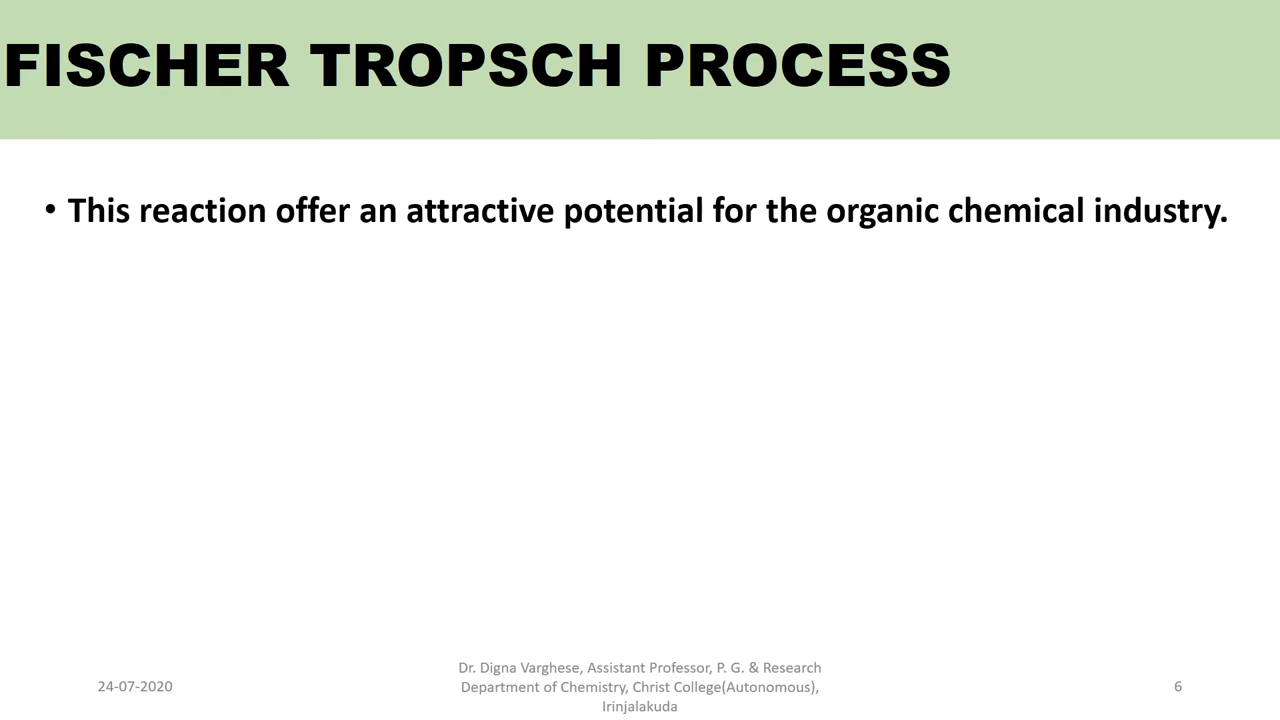 FISCHER TROPSCH PROCESS
• This reaction offer an attractive potential for the organic chemical industry.
24-07-2020
Dr. Digna Varghese, Assistant Professor, P. G. & Research
Department of Chemistry, Christ College(Autonomous),
Irinjalakuda
6